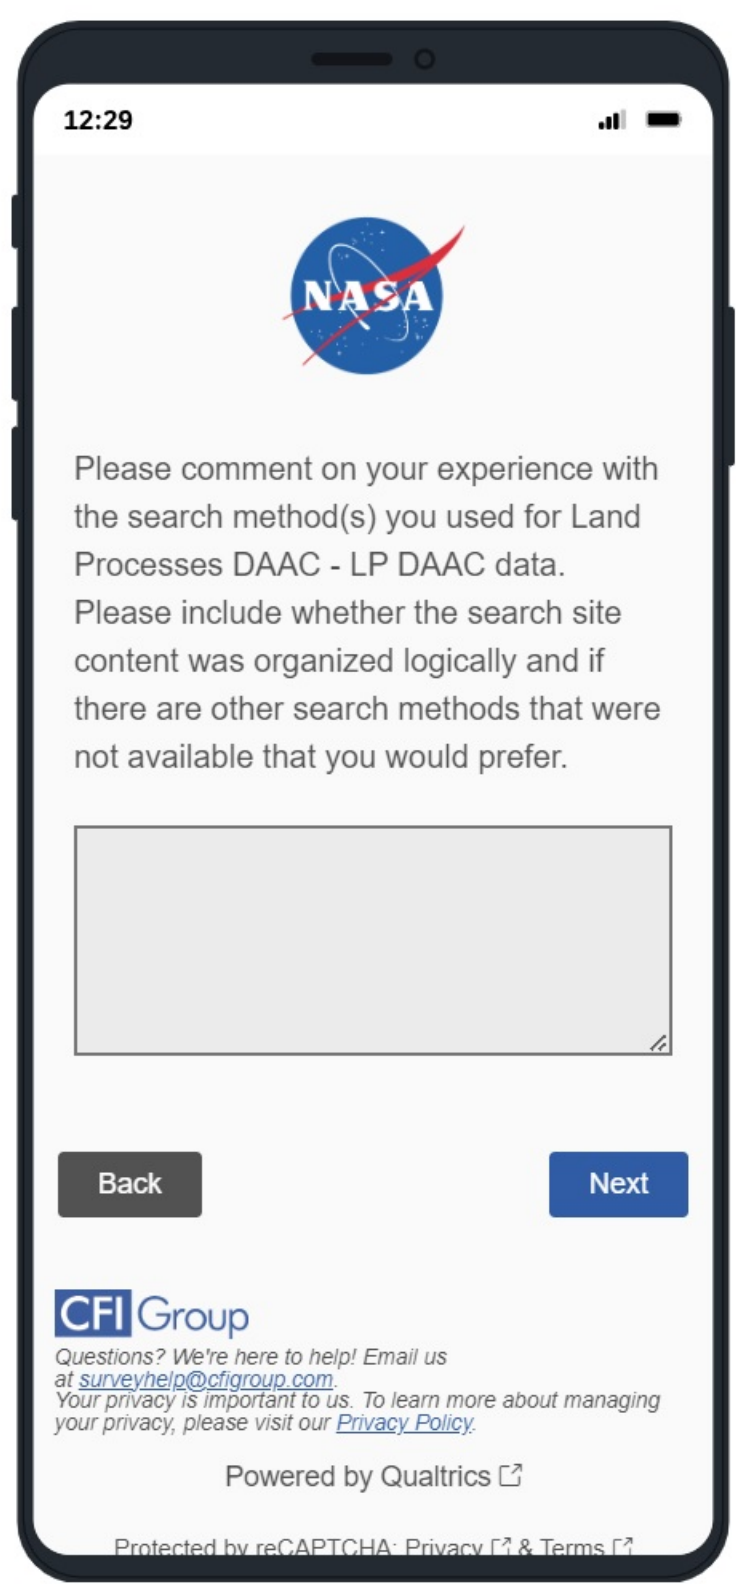 12:29
NASA
Please comment on your experience with
the search method(s) you used for Land
Processes DAAC - LP DAAC data.
Please include whether the search site
content was organized logically and if
there are other search methods that were
not available that you would prefer.
Back
Next
CFI Group
Questions? We're here to help! Email us
at surveyhelp@cfigroup.com.
Your privacy is important to us. To learn more about managing
your privacy, please visit our Privacy Policy.
Powered by Qualtrics
Protected by reCAPTCHA: Privacy & Terms